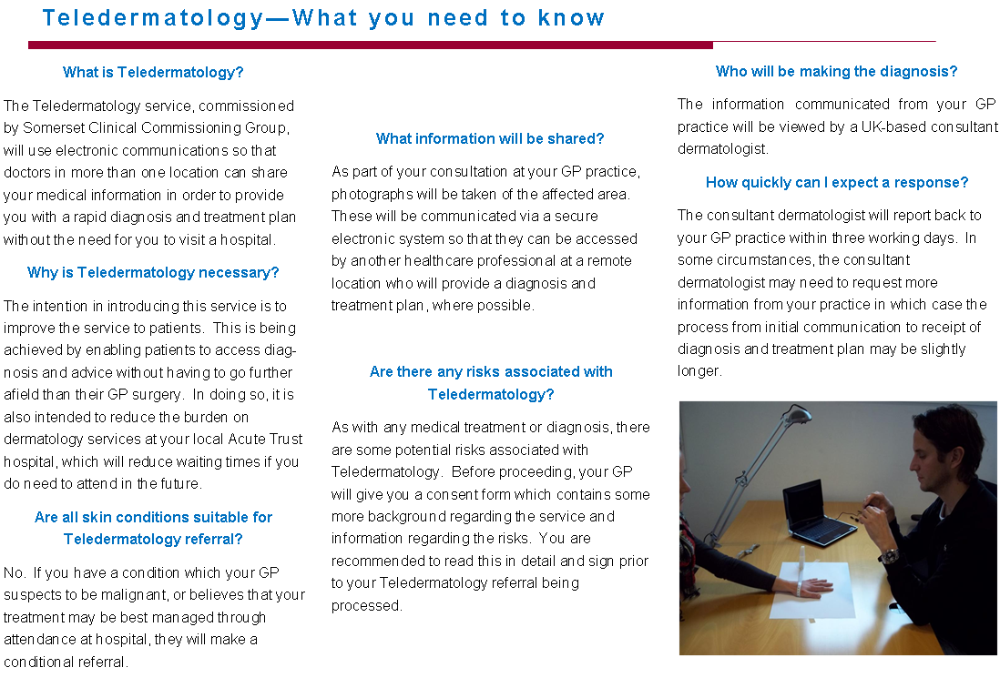 Teledermatology—What you need to know
What is Teledermatology?
The Teledermatology service, commissioned
by Somerset Clinical Commissioning Group,
will use electronic communications so that
doctors in more than one location can share
your medical information in order to provide
you with a rapid diagnosis and treatment plan
without the need for you to visit a hospital.
Why is Teledermatology necessary?
The intention in introducing this service is to
improve the service to patients. This is being
achieved by enabling patients to access diag-
nosis and advice without having to go further
afield than their GP surgery. In doing so, it is
also intended to reduce the burden on
dermatology services at your local Acute Trust
hospital, which will reduce waiting times if you
do need to attend in the future.
Are all skin conditions suitable for
Teledermatology referral?
No. If you have a condition which your GP
suspects to be malignant, or believes that your
treatment may be best managed through
attendance at hospital, they will make a
conditional referral.
What information will be shared?
As part of your consultation at your GP practice,
photographs will be taken of the affected area.
These will be communicated via a secure
electronic system so that they can be accessed
by another healthcare professional at a remote
location who will provide a diagnosis and
treatment plan, where possible.
Are there any risks associated with
Teledermatology?
As with any medical treatment or diagnosis, there
are some potential risks associated with
Teledermatology. Before proceeding, your GP
will give you a consent form which contains some
more background regarding the service and
information regarding the risks. You are
recommended to read this in detail and sign prior
to your Teledermatology referral being
processed.
Who will be making the diagnosis?
The information communicated from your GP
practice will be viewed by a UK-based consultant
dermatologist.
How quickly can I expect a response?
The consultant dermatologist will report back to
your GP practice within three working days. In
some circumstances, the consultant
dermatologist may need to request more
information from your practice in which case the
process from initial communication to receipt of
diagnosis and treatment plan may be slightly
longer.